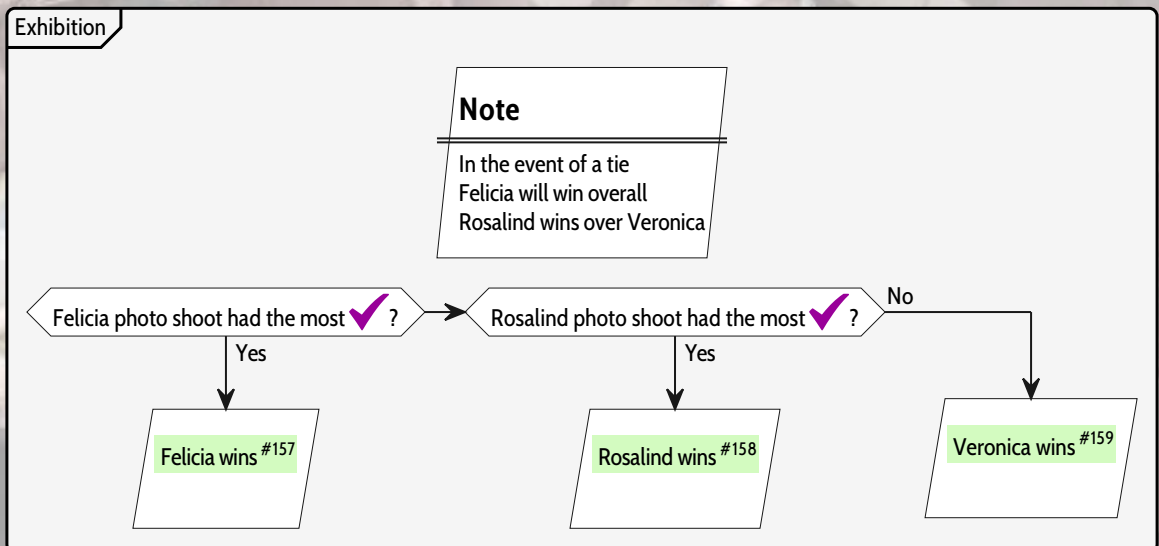 Exhibition
Note
In the event of a tie
Felicia will win overall
Rosalind wins over Veronica
Felicia photo shoot had the most ✔ ?
Rosalind photo shoot had the most ✔ ?
No
Yes
Yes
Felicia wins #157
Rosalind wins #158
Veronica wins #159